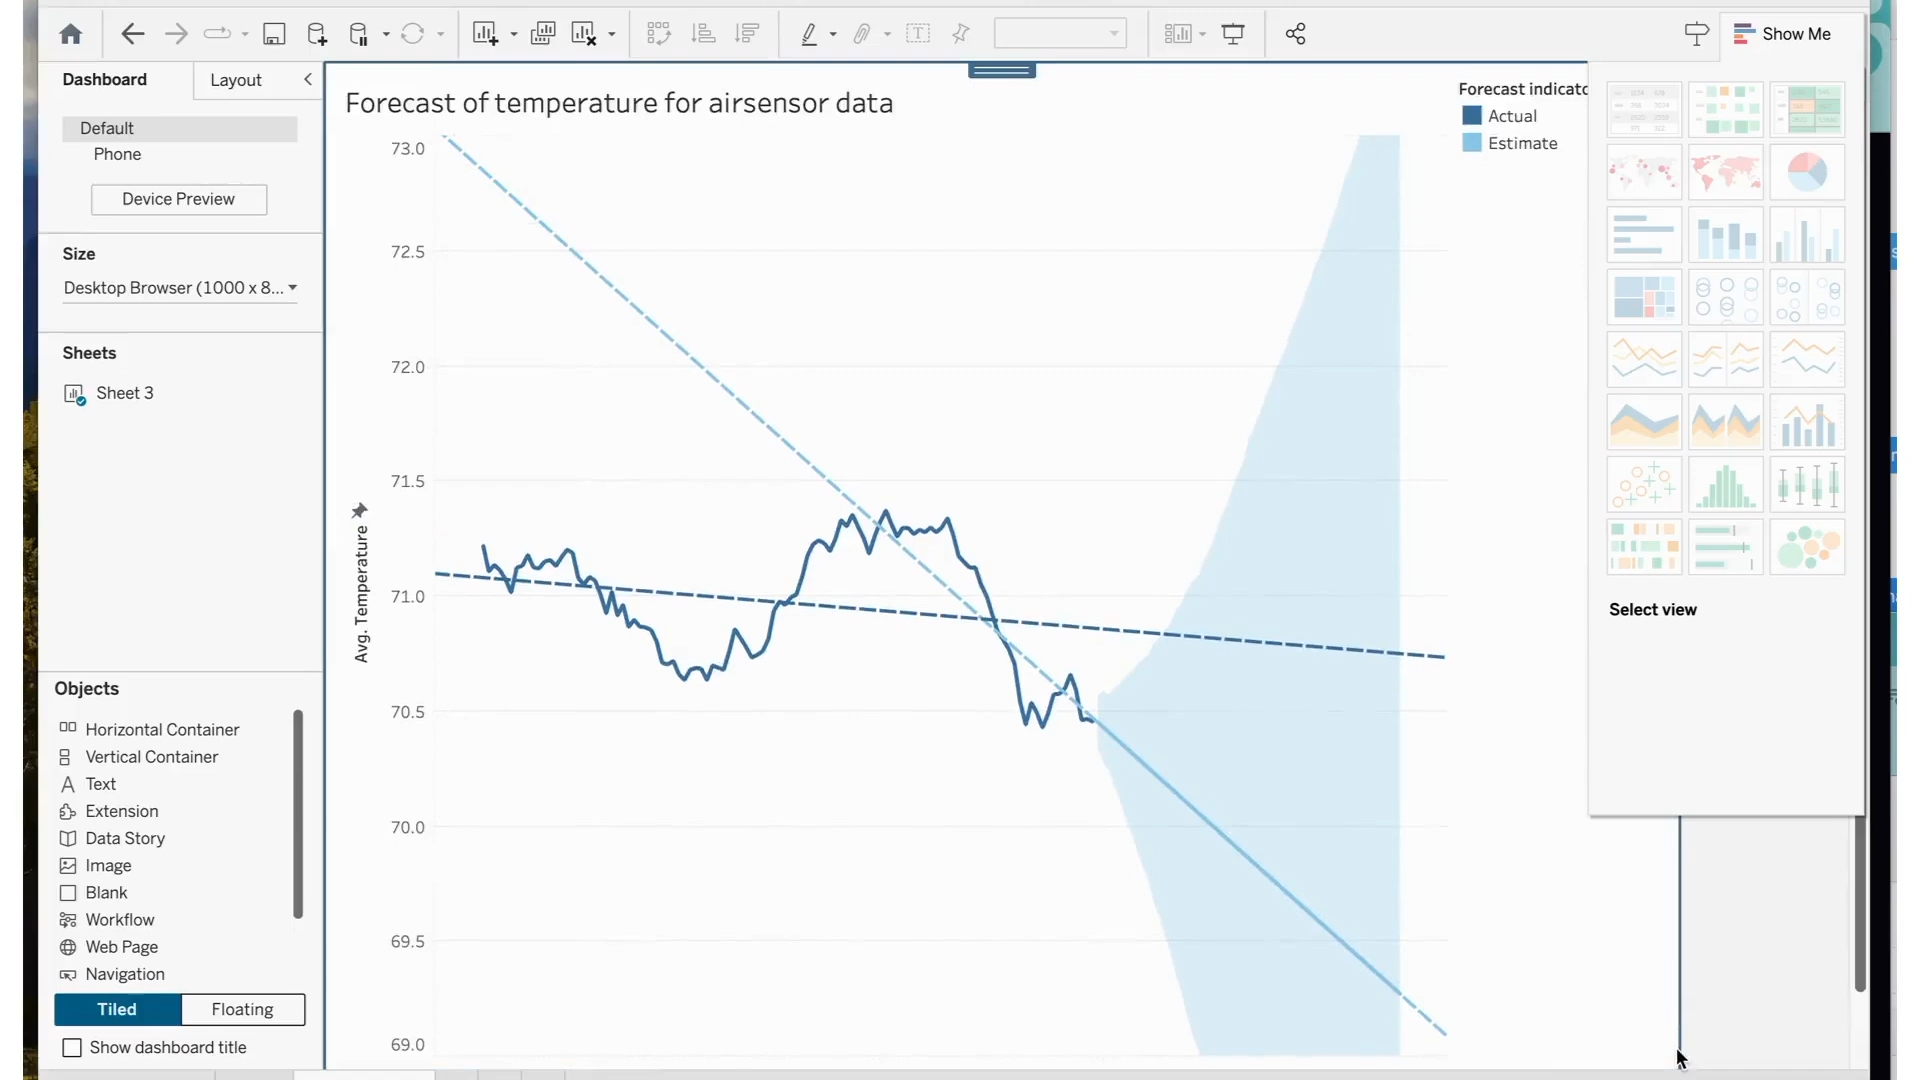 Show Me
Dashboard
Layout
Default
Phone
Device Preview
Size
Desktop Browser (1000 x 8...
Sheets
Sheet 3
Objects
Horizontal Container
Vertical Container
Text
Extension
Data Story
Image
Blank
Workflow
Web Page
Navigation
Tiled
Floating
Show dashboard title
Forecast of temperature for airsensor data
Forecast indicato
Actual
Estimate
73.0
72.5
72.0
71.5
71.0
70.5
70.0
69.5
69.0
Avg. Temperature
Select view